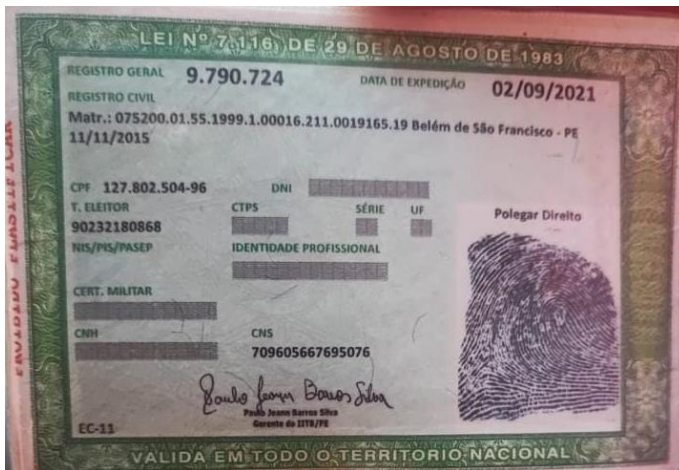 LEI Nº 7.116, DE 29 DE AGOSTO DE 1983
REGISTRO GERAL 9.790.724 DATA DE EXPEDIÇÃO 02/09/2021
REGISTRO CIVIL
Matr.: 075200.01.55.1999.1.00016.211.0019165.19 Belém de São Francisco - PE
11/11/2015
CPF 127.802.504-96 DNI
T. ELEITOR CTPS SÉRIE UF Polegar Direito
90232180868
NIS/PIS/PASEP IDENTIDADE PROFISSIONAL
CERT. MILITAR
CNH CNS
709605667695076
Paulo Jeann Barros Silva
Paulo Jeann Barros Silva
Gerente do IITB/PE
EC-11
VALIDA EM TODO O TERRITORIO NACIONAL
PROIBIDO PLASTIFICAR